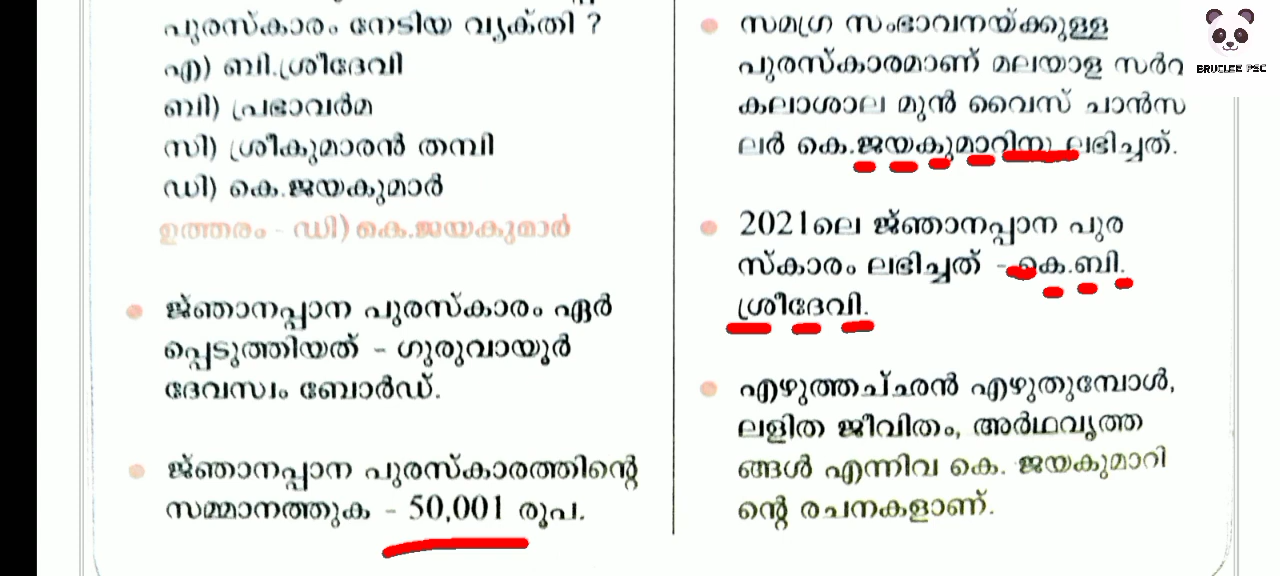 പുരസ്കാരം നേടിയ വ്യക്തി ?
എ) ബി.ശ്രീദേവി
ബി) പ്രഭാവർമ
സി) ശ്രീകുമാരൻ തമ്പി
ഡി) കെ.ജയകുമാർ
ഉത്തരം - ഡി) കെ.ജയകുമാർ
ജ്ഞാനപ്പാന പുരസ്കാരം ഏർ
പ്പെടുത്തിയത് - ഗുരുവായൂർ
ദേവസ്വം ബോർഡ്.
ജ്ഞാനപ്പാന പുരസ്കാരത്തിന്റെ
സമ്മാനത്തുക - 50,001 രൂപ.
സമഗ്ര സംഭാവനയ്ക്കുള്ള
പുരസ്കാരമാണ് മലയാള സർവ
കലാശാല മുൻ വൈസ് ചാൻസ
ലർ കെ.ജയകുമാറിനു ലഭിച്ചത്.
2021ലെ ജ്ഞാനപ്പാന പുര
സ്കാരം ലഭിച്ചത് - കെ.ബി.
ശ്രീദേവി.
എഴുത്തച്ഛൻ എഴുതുമ്പോൾ,
ലളിത ജീവിതം, അർഥവൃത്ത
ങ്ങൾ എന്നിവ കെ. ജയകുമാറി
ന്റെ രചനകളാണ്.
BRUCLEE PSC